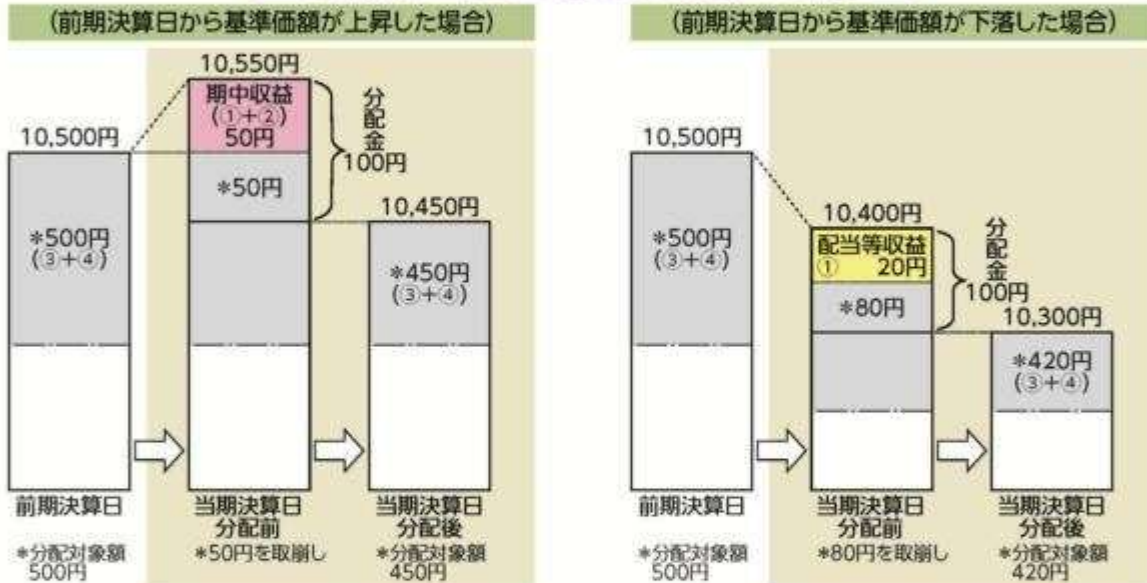 (前期決算日から基準価額が上昇した場合)
10,550円
期中収益
(①+②)
50円
分配金
100円
10,500円
*50円
10,450円
*500円
(③+④)
*450円
(③+④)
前期決算日
当期決算日
分配前
当期決算日
分配後
*分配対象額
500円
*50円を取崩し
*分配対象額
450円
(前期決算日から基準価額が下落した場合)
10,500円
10,400円
*500円
(③+④)
配当等収益
① 20円
分配金
100円
*80円
10,300円
*420円
(③+④)
前期決算日
当期決算日
分配前
当期決算日
分配後
*分配対象額
500円
*80円を取崩し
*分配対象額
420円